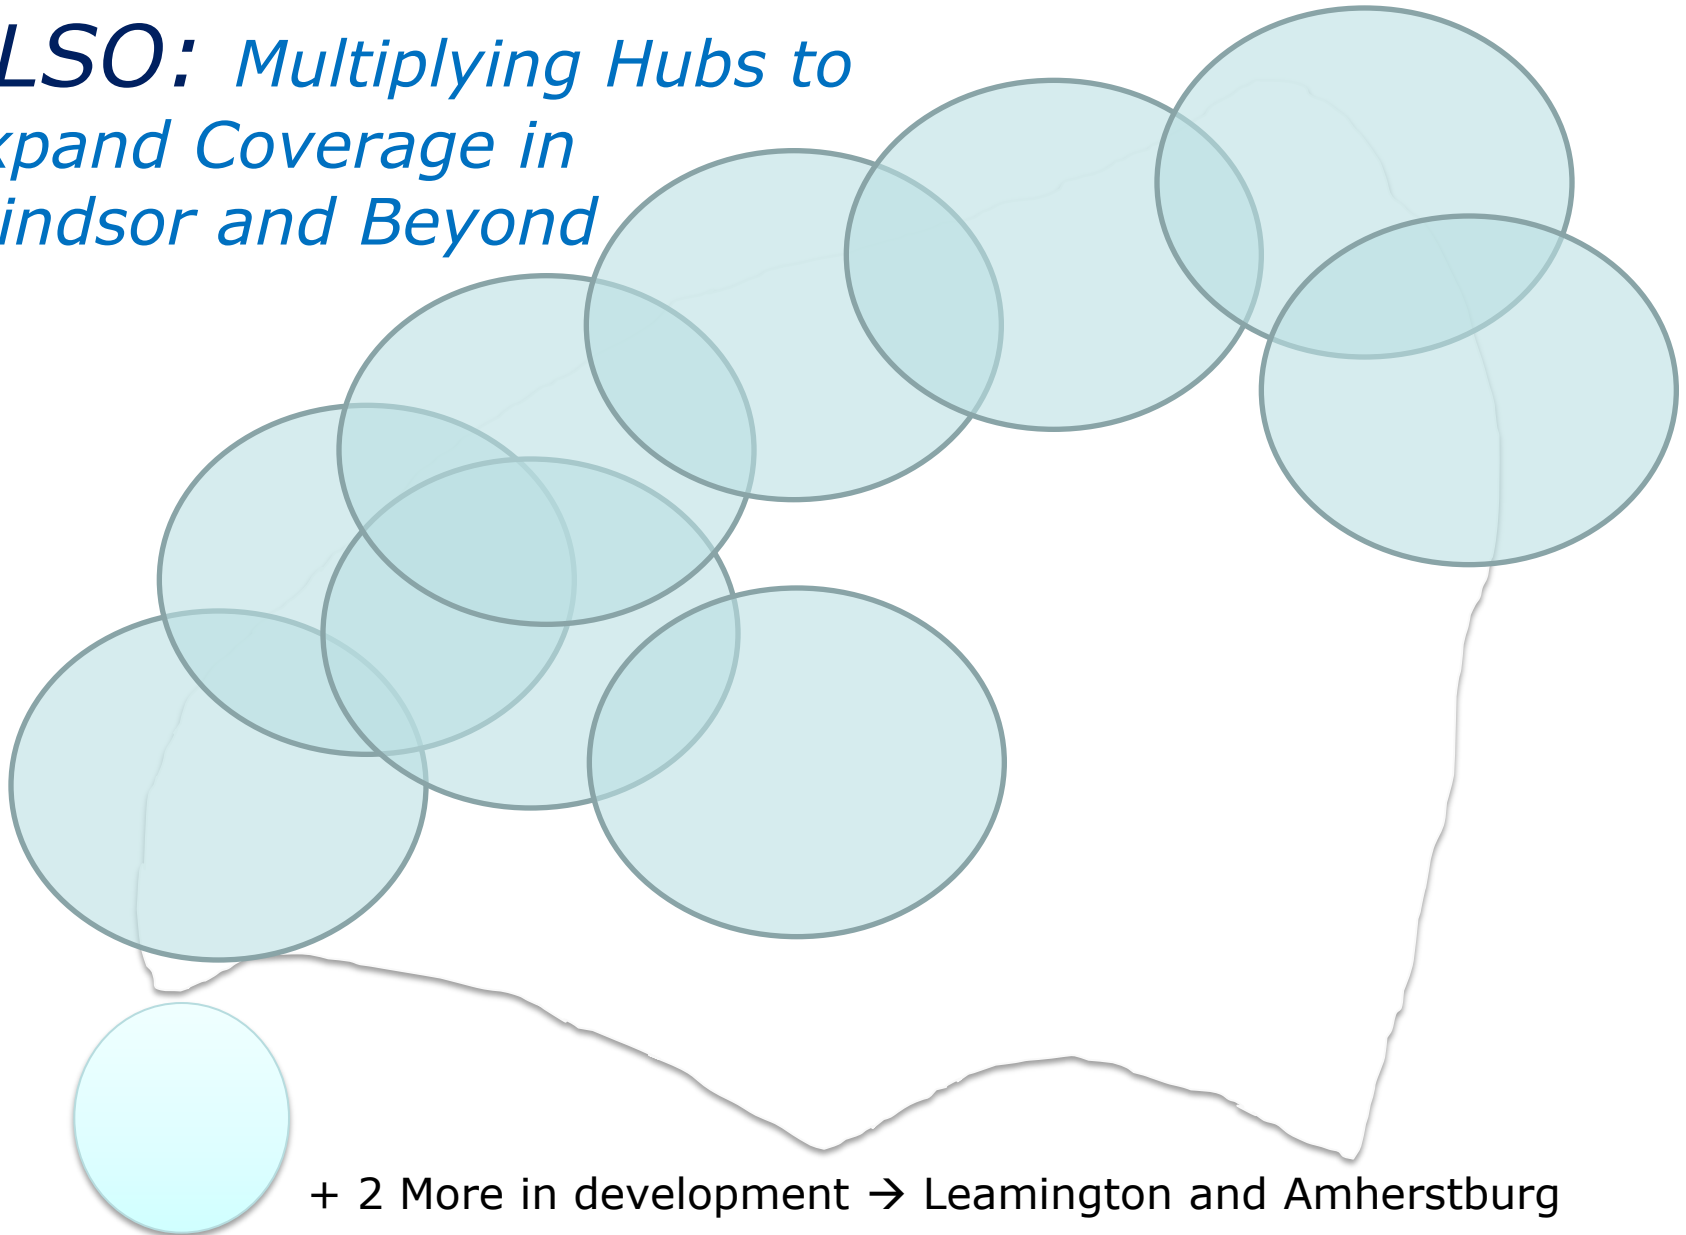 LSO: Multiplying Hubs to
xpand Coverage in
indsor and Beyond
+ 2 More in development → Leamington and Amherstburg